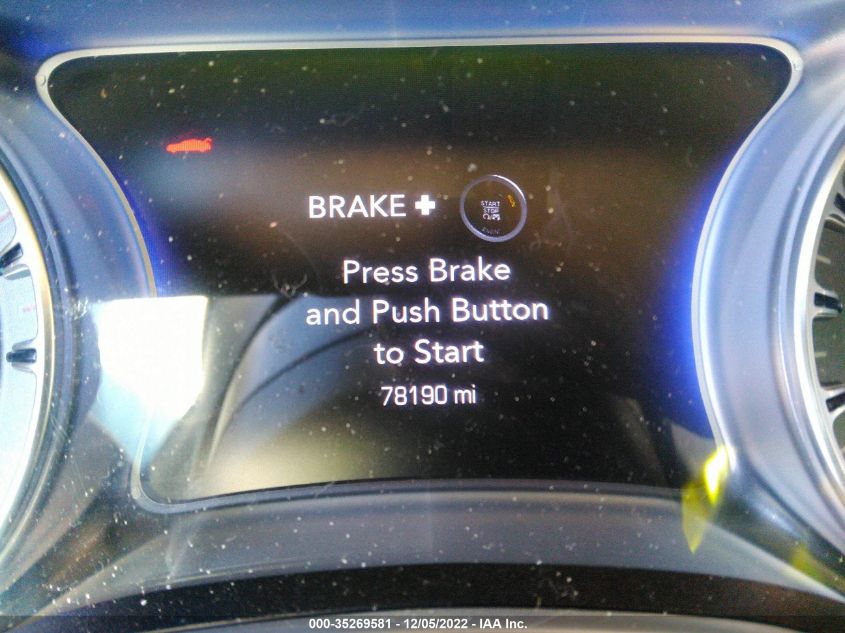 BRAKE +
START
STOP
Press Brake
and Push Button
to Start
78190 mi
000-35269581 - 12/05/2022 - IAA Inc.